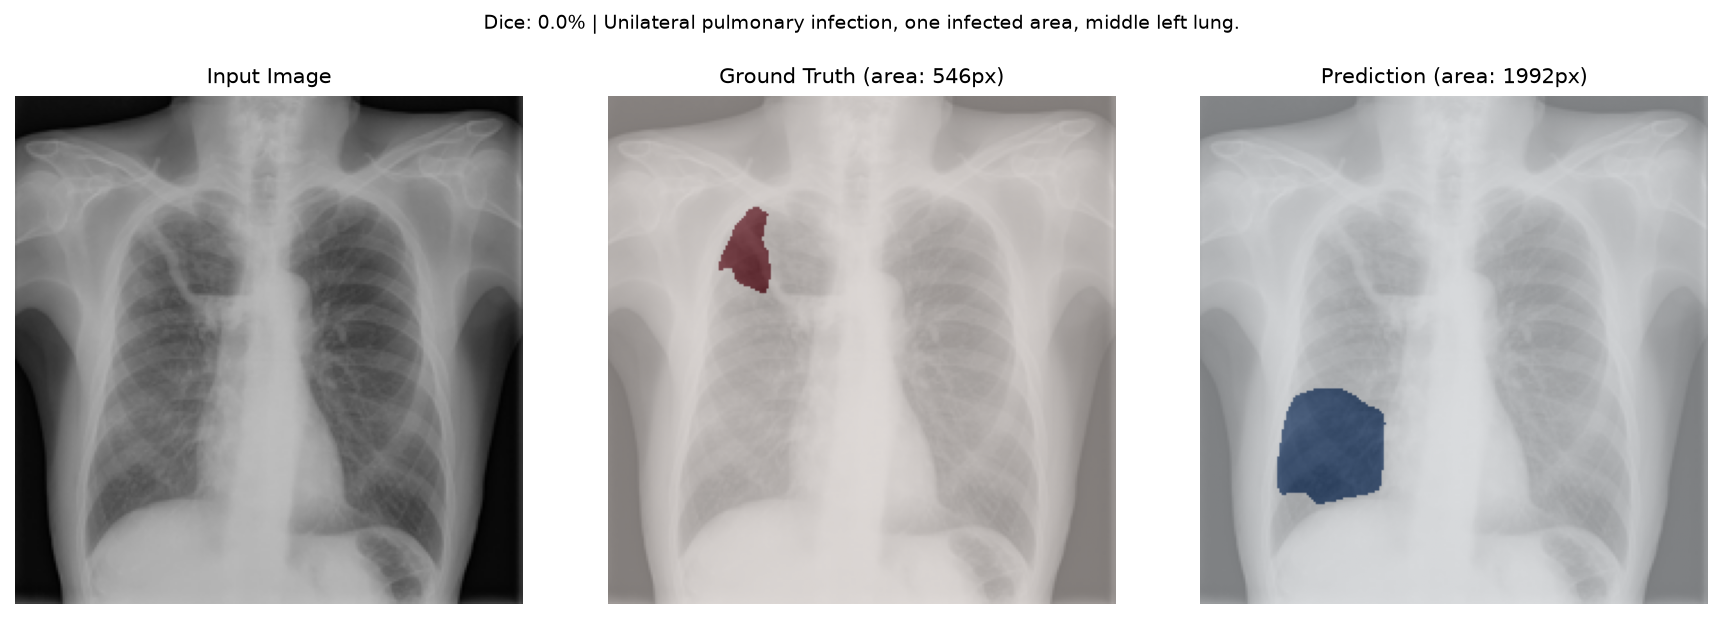 Dice: 0.0% | Unilateral pulmonary infection, one infected area, middle left lung.
Input Image
Ground Truth (area: 546px)
Prediction (area: 1992px)